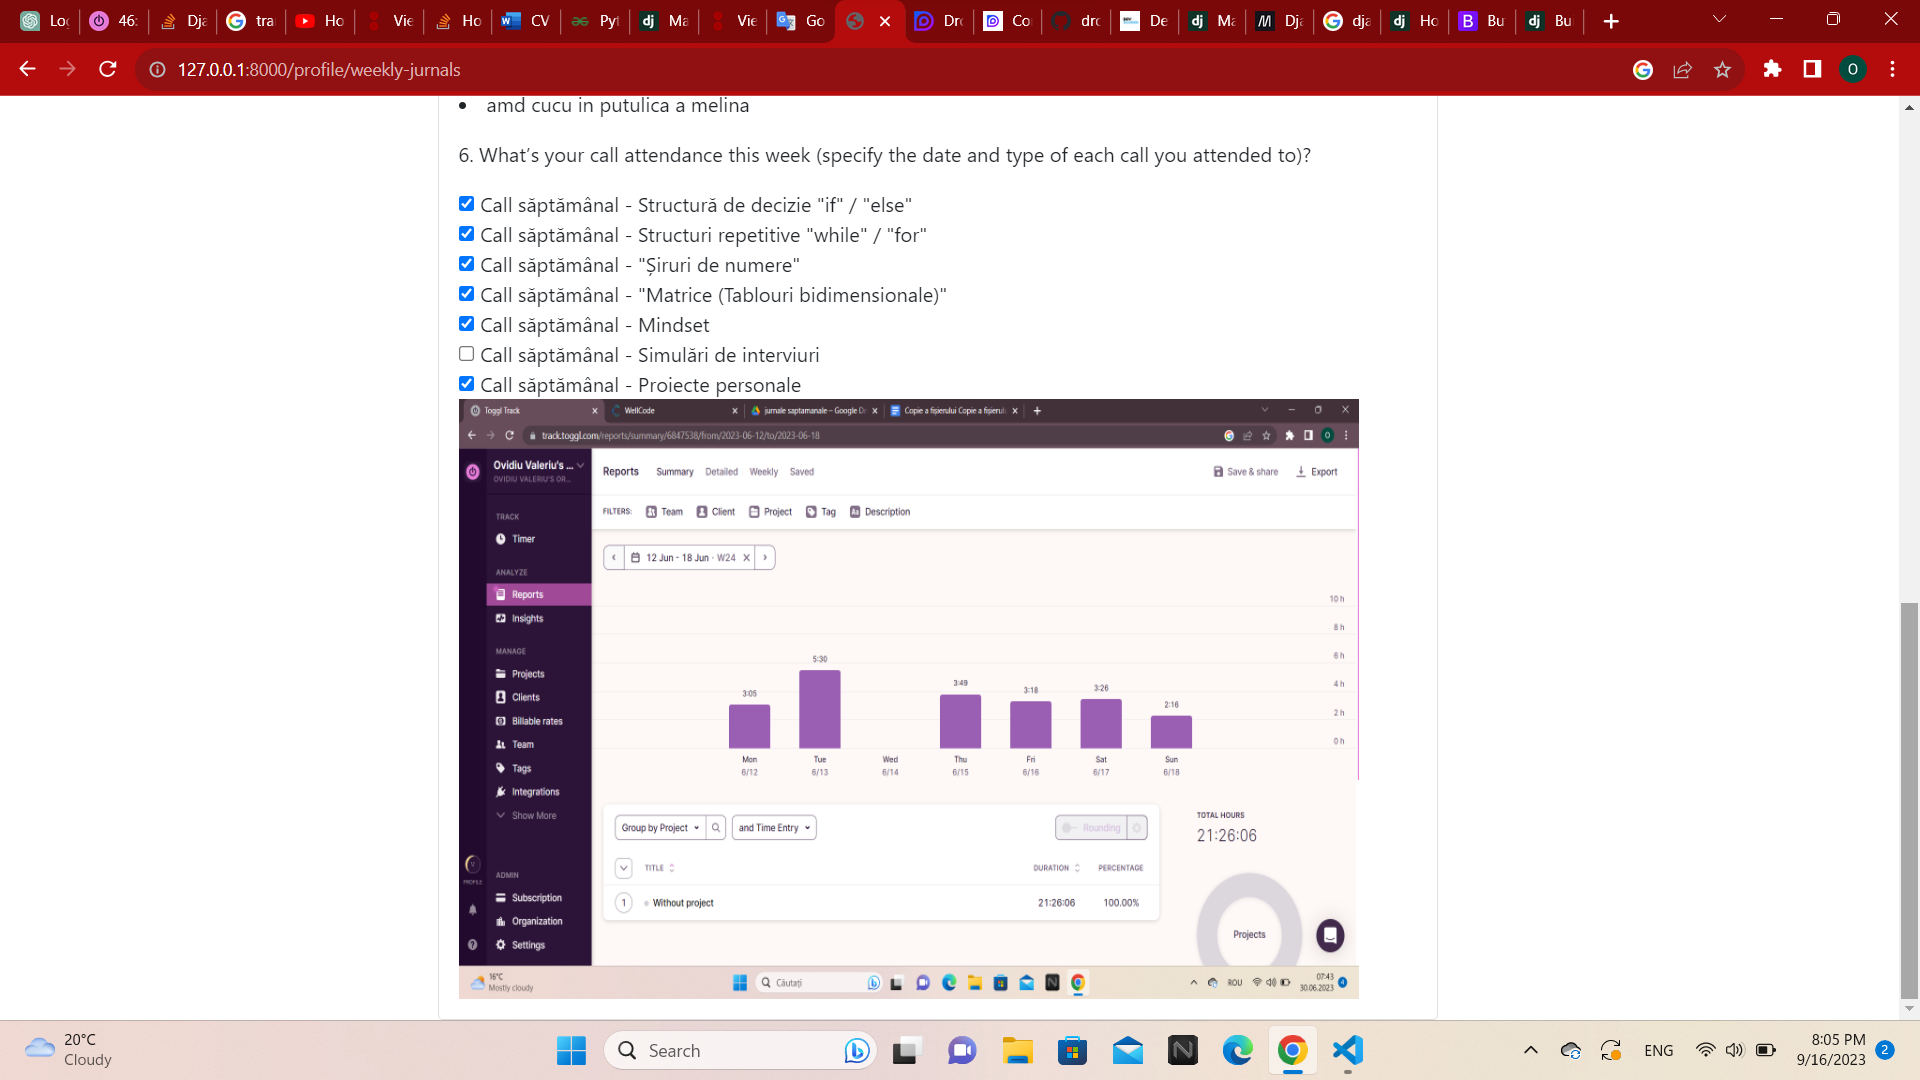 46:
Dja
tra
Ho
Vie
Ho
CV
Pyt
Ma
Vie
Go
Dro
Co
dro
De
Ma
Dja
dja
Ho
Bu
Bu
127.0.0.1:8000/profile/weekly-jurnals
O
amd cucu in putulica a melina
6. What's your call attendance this week (specify the date and type of each call you attended to)?
Call săptămânal - Structură de decizie "if" / "else"
Call săptămânal - Structuri repetitive "while" / "for"
Call săptămânal - "Șiruri de numere"
Call săptămânal - "Matrice (Tablouri bidimensionale)"
Call săptămânal - Mindset
Call săptămânal - Simulări de interviuri
Call săptămânal - Proiecte personale
Toggl Track
WellCode
jurnale saptamanale – Google Dr
Copie a fișierului Copie a fișerul
track.toggl.com/reports/summary/6847538/from/2023-06-12/to/2023-06-18
Ovidiu Valeriu's ...
OVIDIU VALERIU'S OR...
Reports Summary Detailed Weekly Saved
Save & share Export
FILTERS: Team Client Project Tag Description
TRACK
Timer
ANALYZE
Reports
Insights
MANAGE
Projects
Clients
Billable rates
Team
Tags
Integrations
Show More
PROFILE
ADMIN
Subscription
Organization
Settings
12 Jun - 18 Jun · W24
10 h
8 h
6 h
4 h
2 h
0 h
3:05
5:30
3:49
3:18
3:26
2:16
Mon Tue Wed Thu Fri Sat Sun
6/12 6/13 6/14 6/15 6/16 6/17 6/18
Group by Project and Time Entry Rounding
TITLE DURATION PERCENTAGE
1 Without project 21:26:06 100.00%
TOTAL HOURS
21:26:06
Projects
16°C
Mostly cloudy
Căutați
ROU
07:43
30.06.2023
4
20°C
Cloudy
Search
ENG
8:05 PM
9/16/2023
2